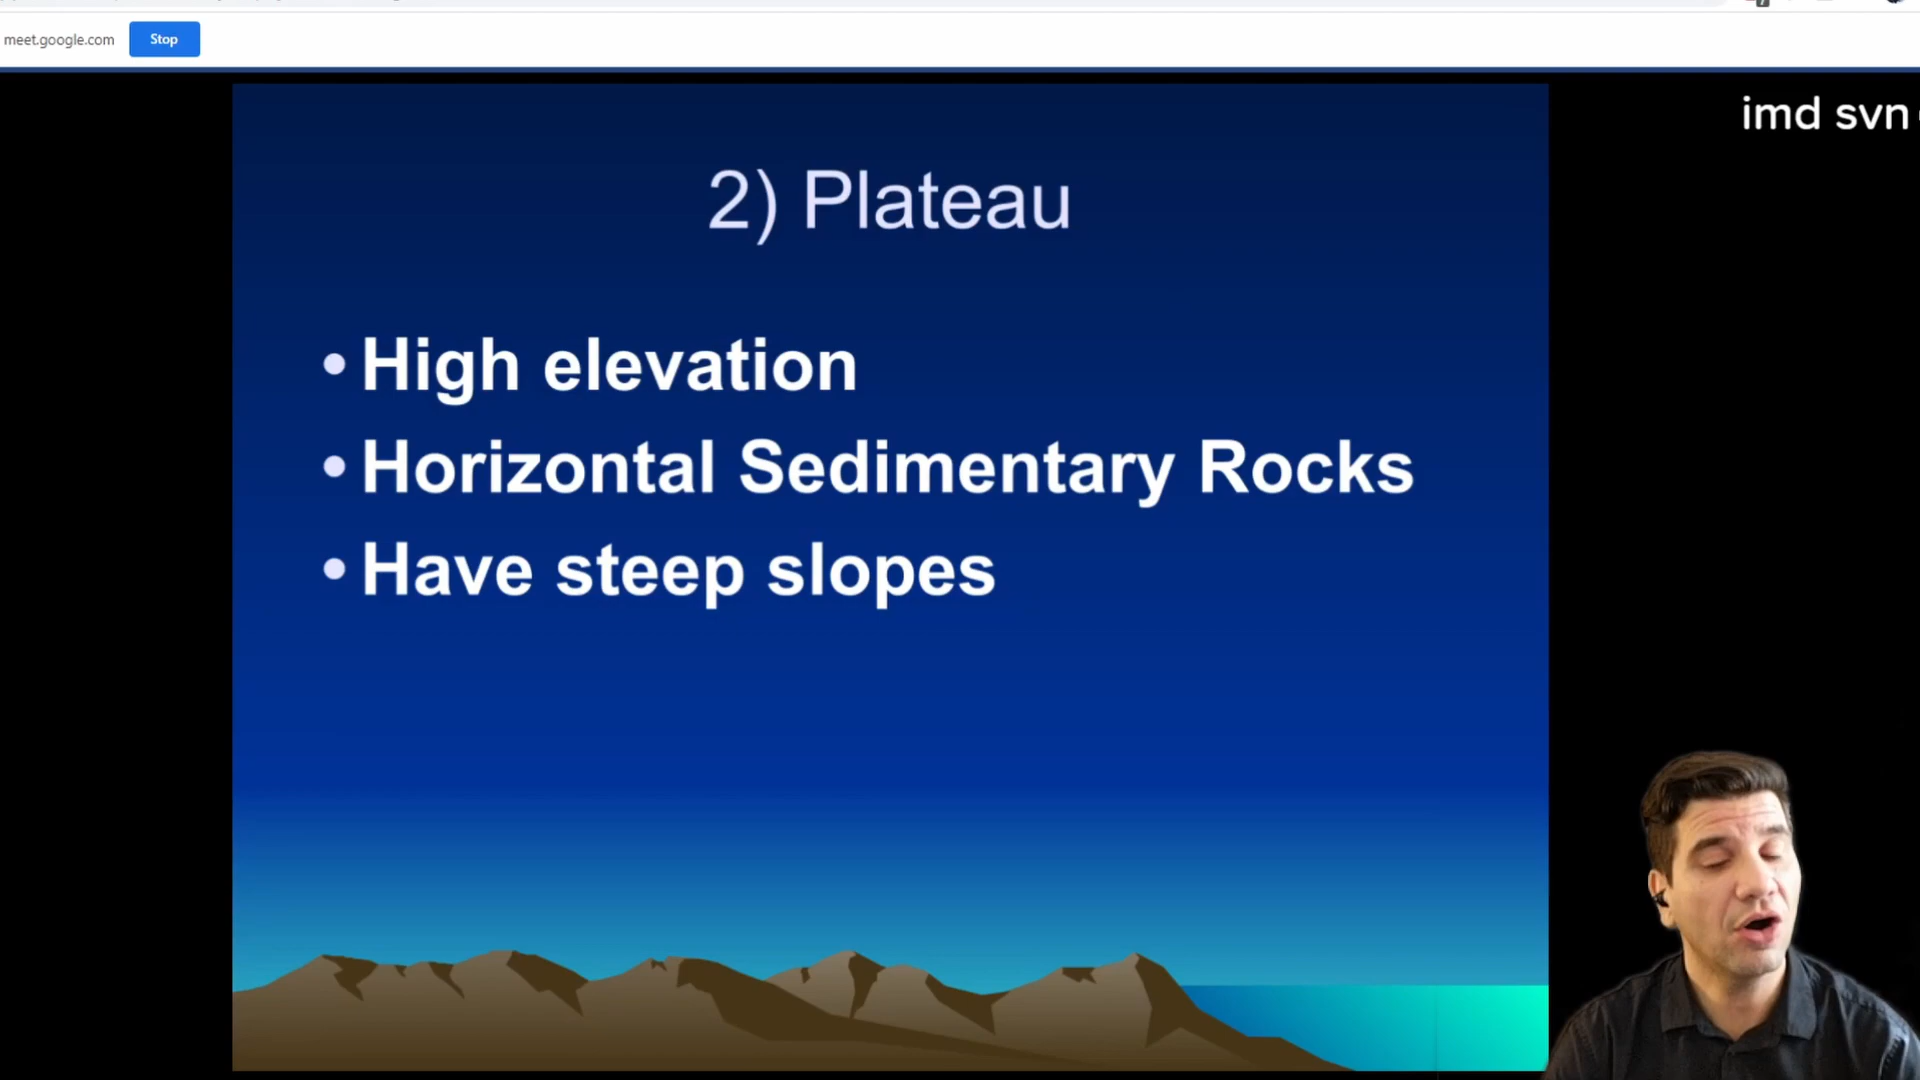 meet.google.com
Stop
imd svn
2) Plateau
• High elevation
• Horizontal Sedimentary Rocks
• Have steep slopes